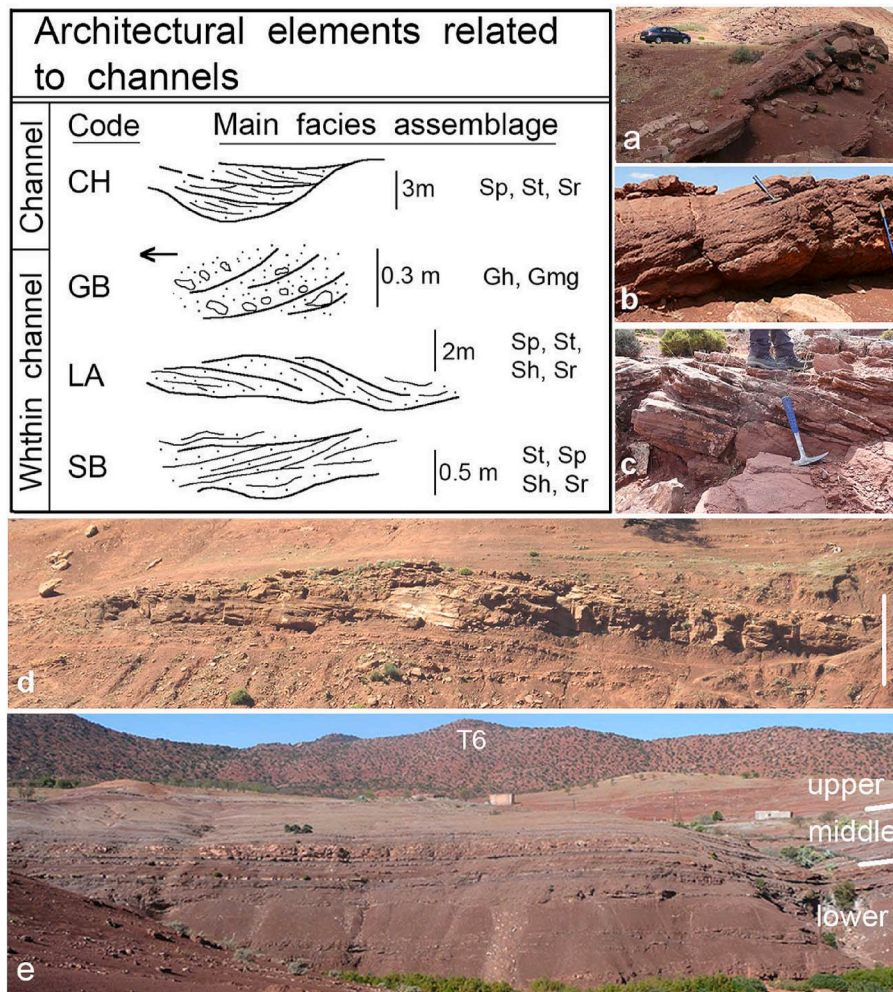 Architectural elements related
to channels
Channel
Whthin channel
Code
Main facies assemblage
CH
3m
Sp, St, Sr
GB
0.3 m
Gh, Gmg
LA
2m
Sp, St,
Sh, Sr
SB
0.5 m
St, Sp
Sh, Sr
a
b
c
d
T6
upper
middle
lower
e